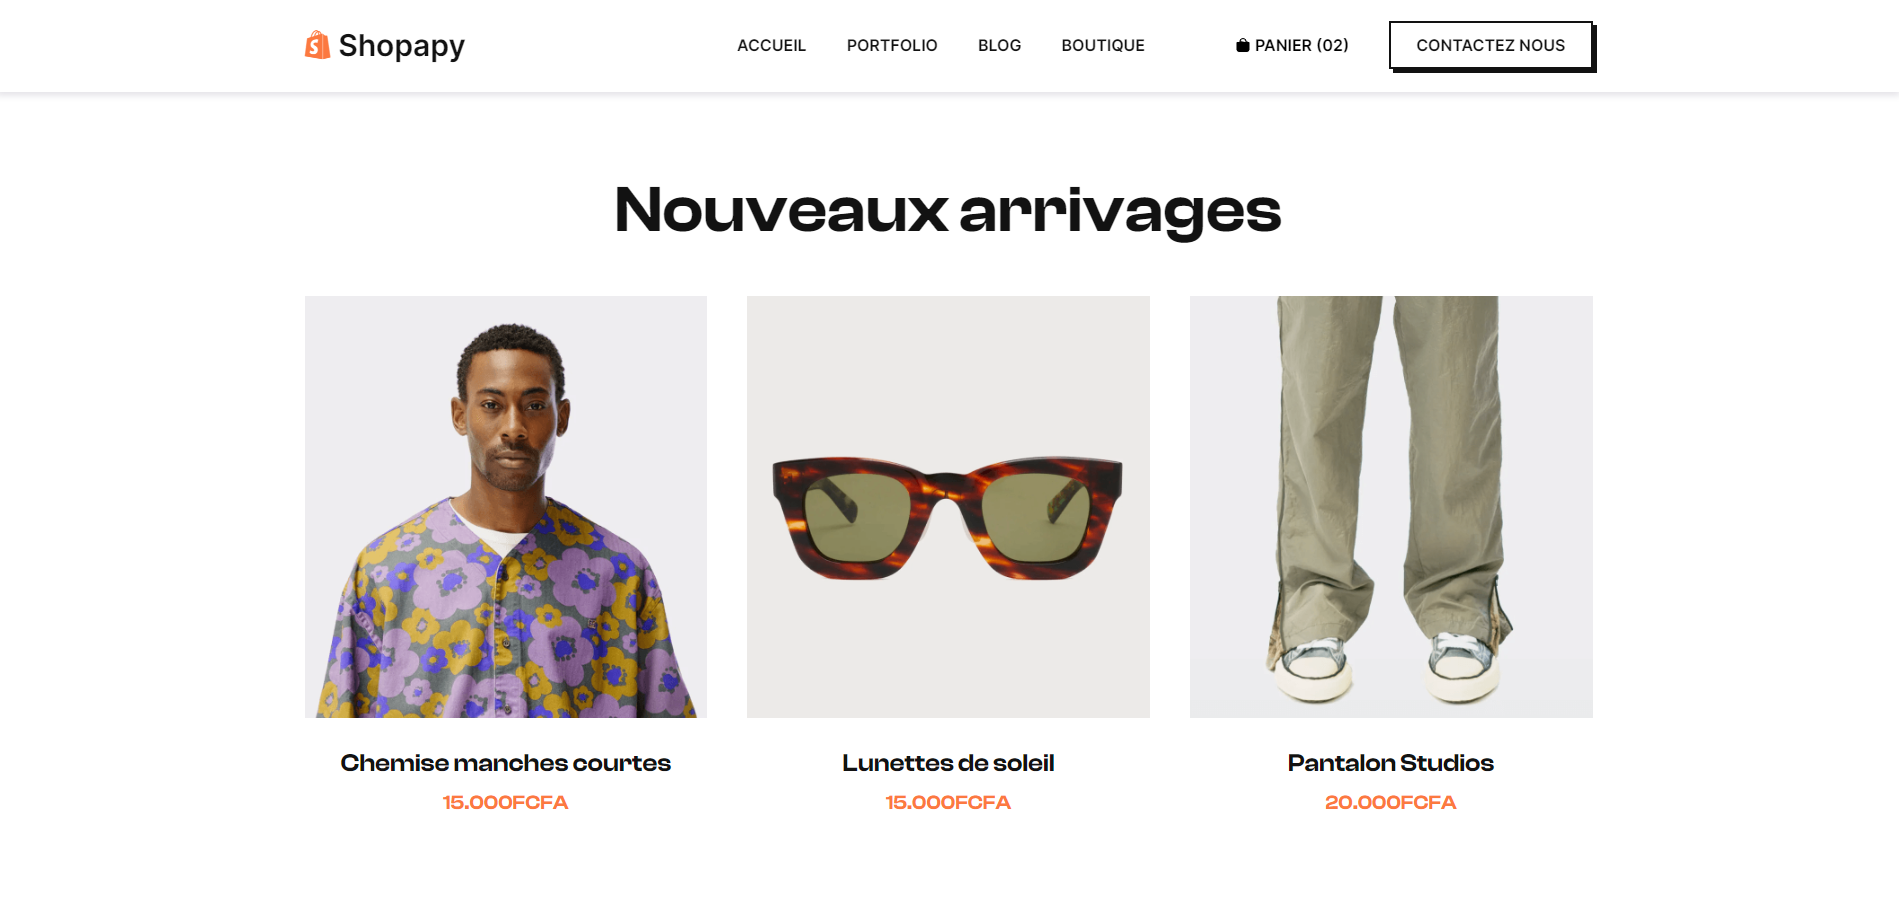 Shopapy
ACCUEIL PORTFOLIO BLOG BOUTIQUE PANIER (02) CONTACTEZ NOUS
Nouveaux arrivages
Chemise manches courtes
15.000FCFA
Lunettes de soleil
15.000FCFA
Pantalon Studios
20.000FCFA